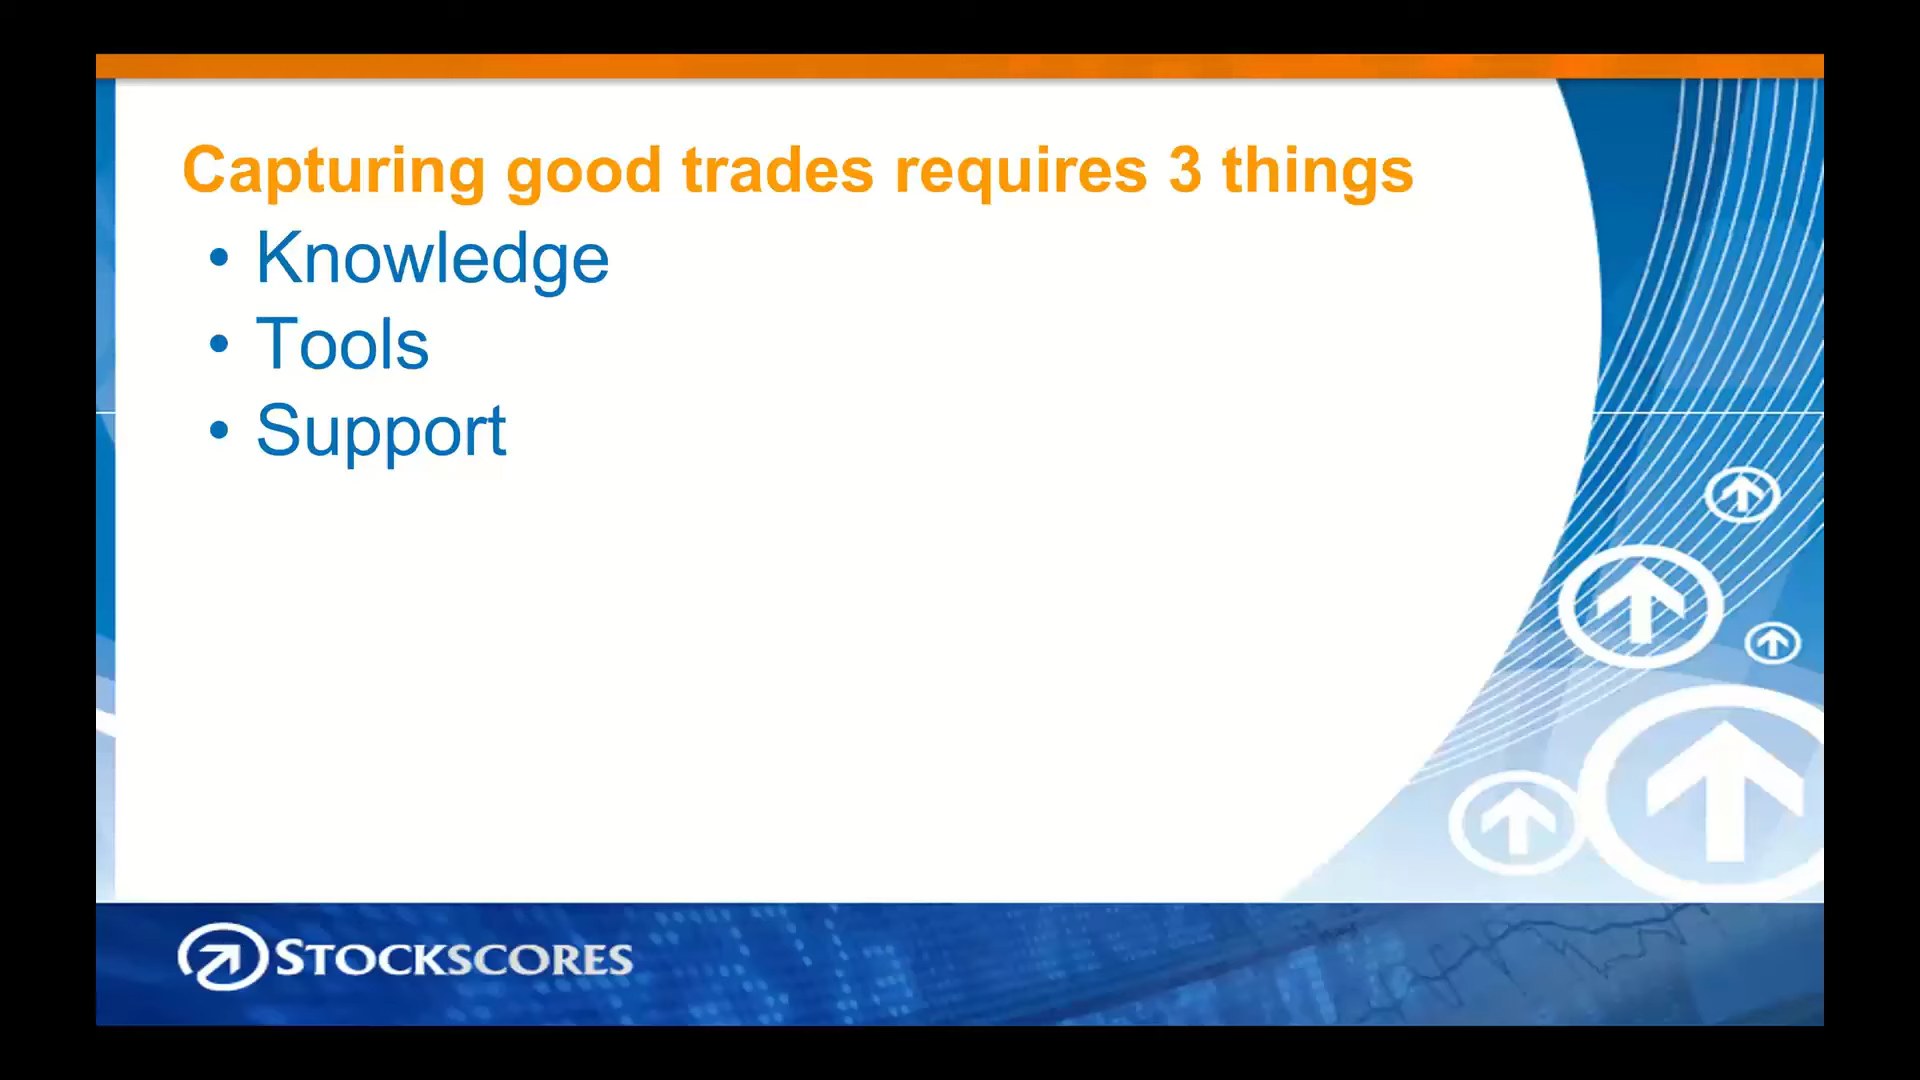 Capturing good trades requires 3 things
• Knowledge
• Tools
• Support
STOCKSCORES